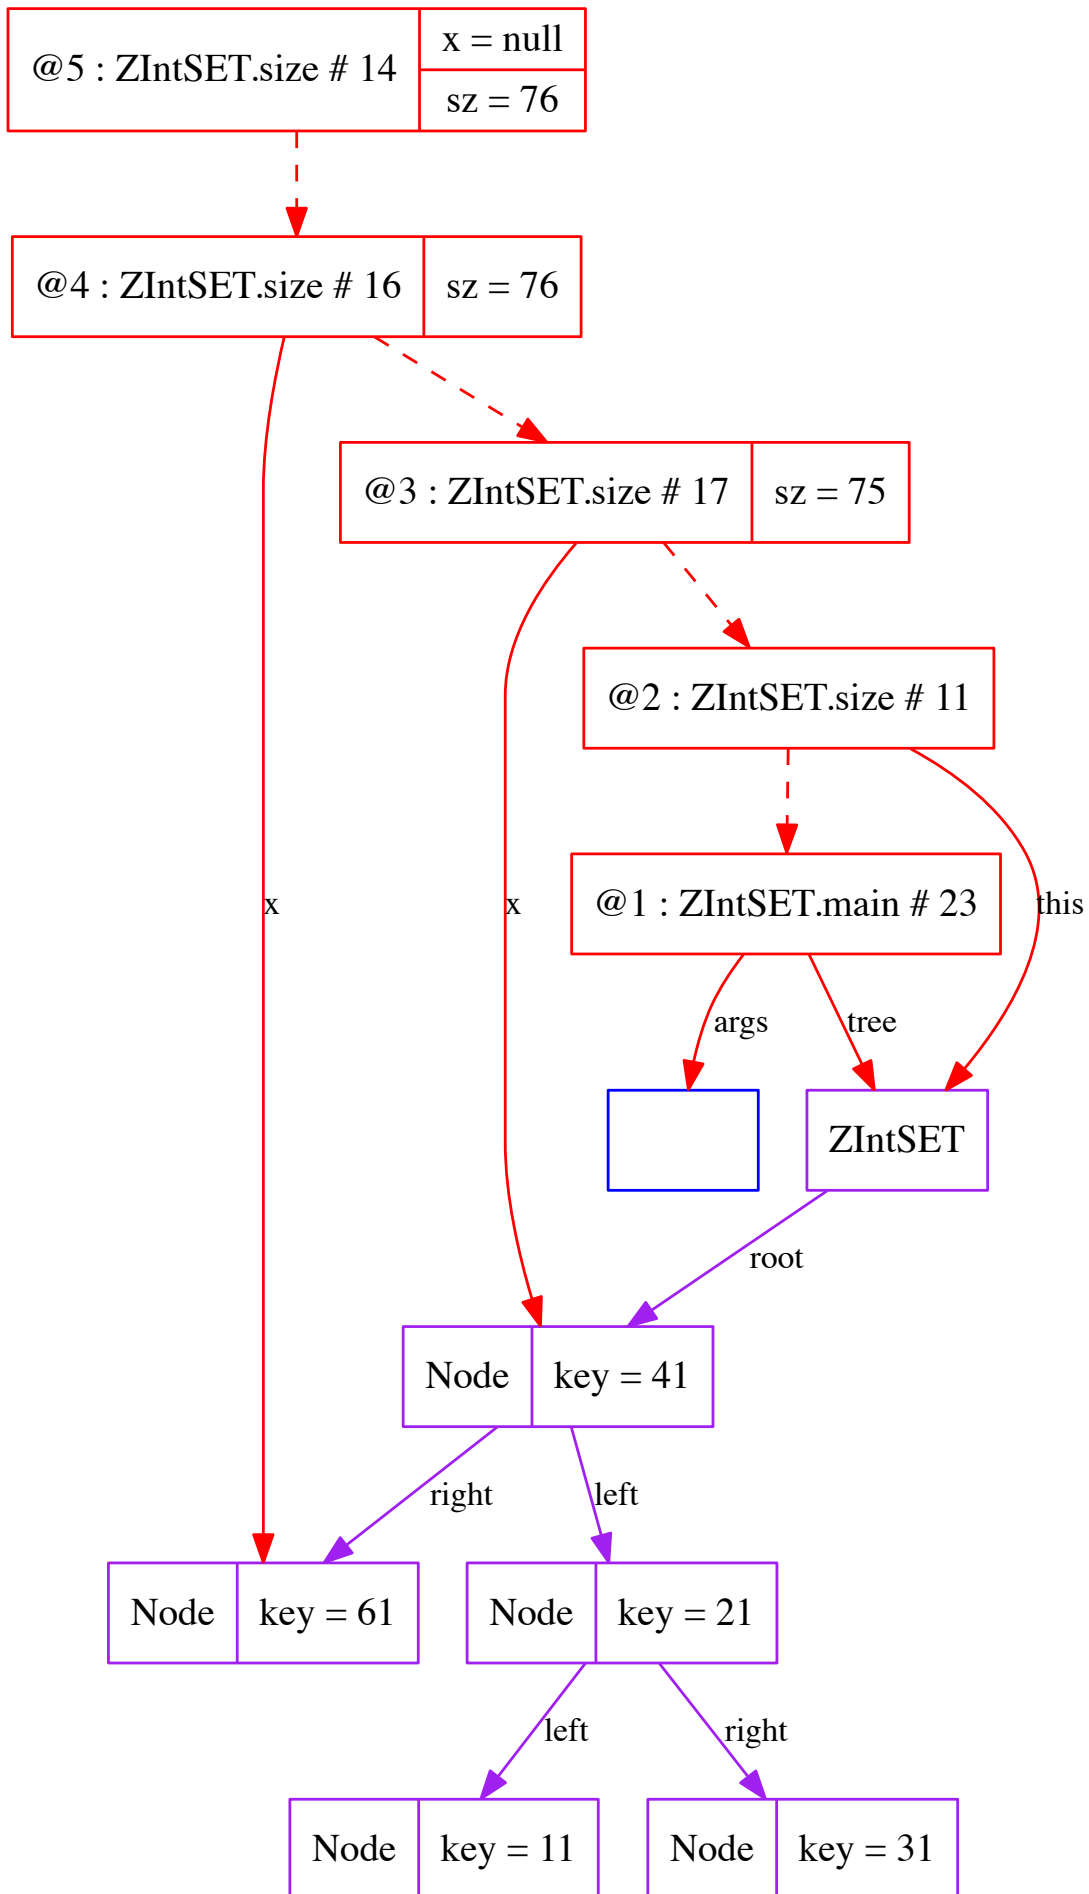 @5 : ZIntSET.size # 14
x = null
sz = 76
@4 : ZIntSET.size # 16
sz = 76
@3 : ZIntSET.size # 17
sz = 75
@2 : ZIntSET.size # 11
x
x
@1 : ZIntSET.main # 23
this
args
tree
ZIntSET
root
Node
key = 41
right
left
Node
key = 61
Node
key = 21
left
right
Node
key = 11
Node
key = 31